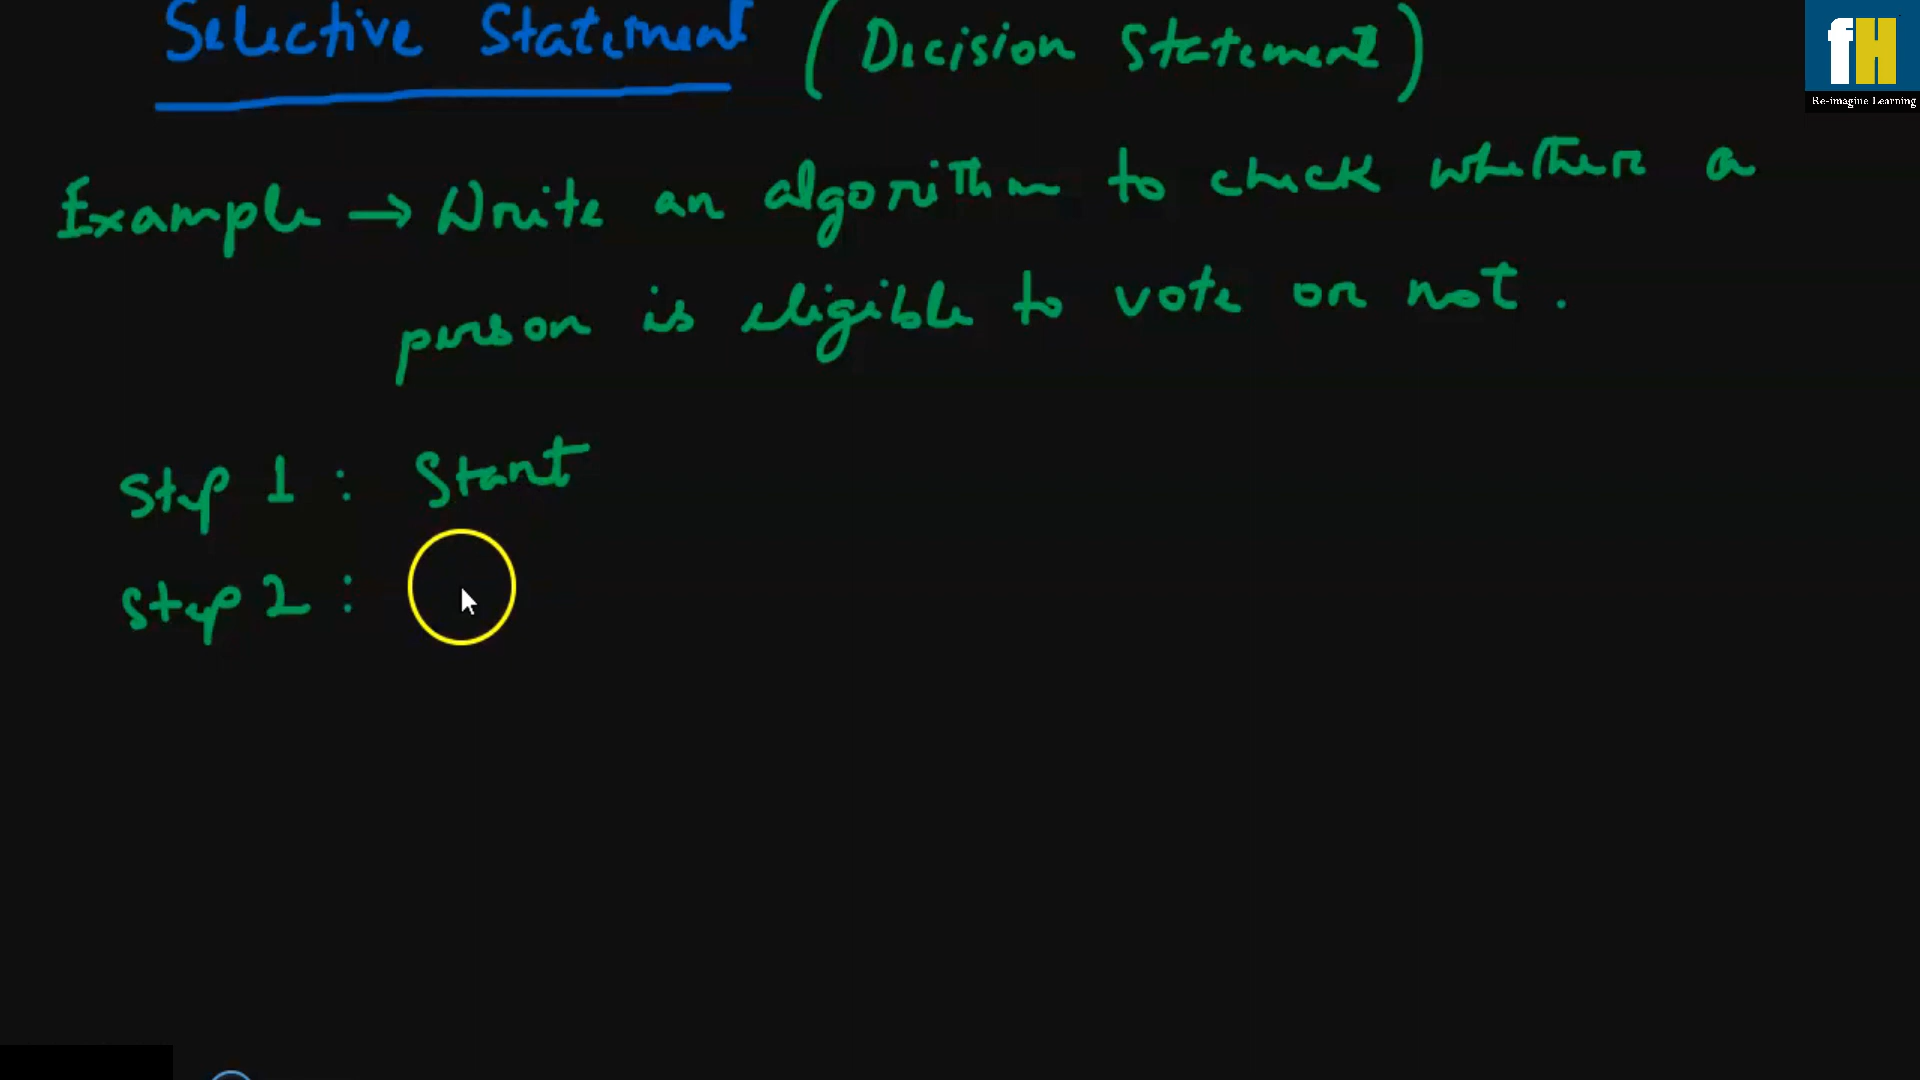 Selective Statement (Decision Statement)
fH
Re-imagine Learning
Example → Write an algorithm to check whether a
person is eligible to vote or not.
Step 1 : Start
Step 2 :